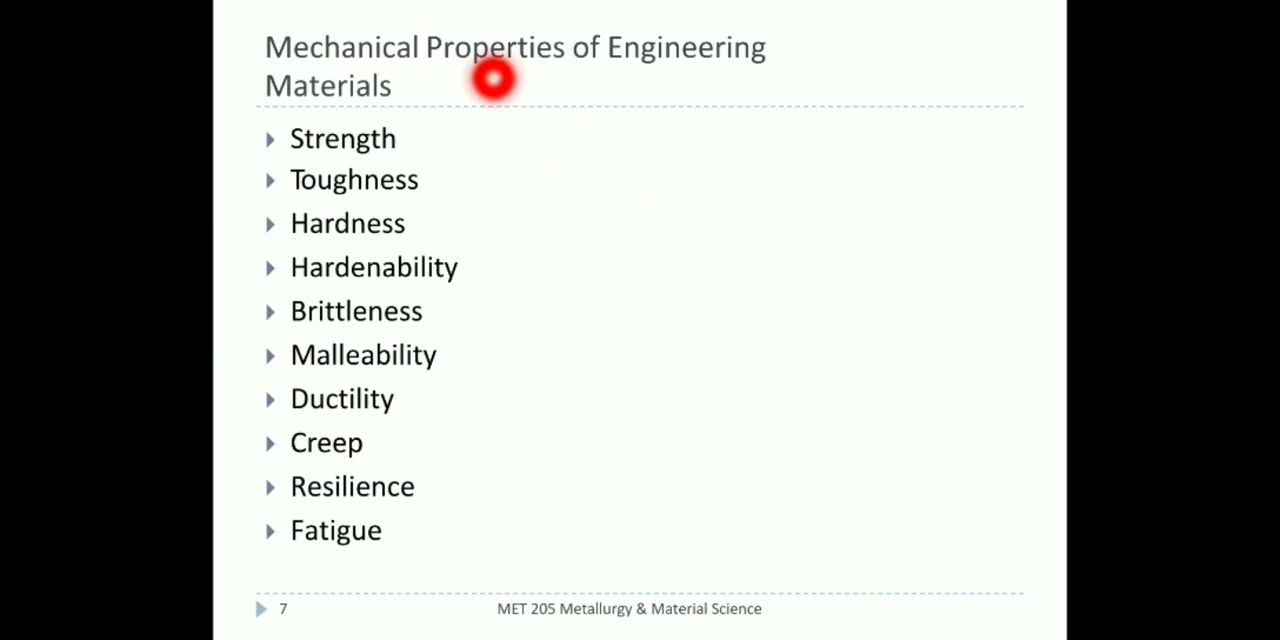 Mechanical Properties of Engineering
Materials
Strength
Toughness
Hardness
Hardenability
Brittleness
Malleability
Ductility
Creep
Resilience
Fatigue
7
MET 205 Metallurgy & Material Science